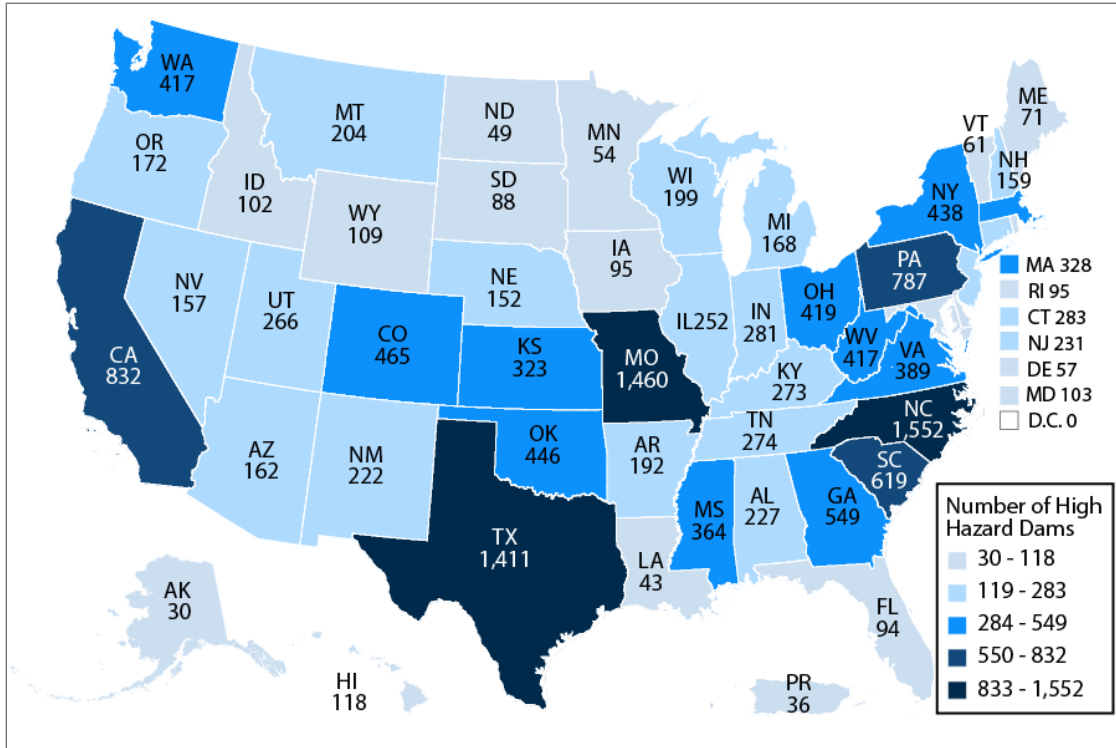 WA
417
MT
204
ND
49
MN
54
VT
61
ME
71
OR
172
ID
102
SD
88
WI
199
NH
159
NY
438
WY
109
MI
168
IA
95
PA
787
NV
157
UT
266
NE
152
IL252
IN
281
OH
419
MA 328
RI 95
CT 283
NJ 231
DE 57
MD 103
D.C. 0
CA
832
CO
465
KS
323
MO
1,460
WV
417
VA
389
KY
273
NC
1,552
TN
274
AZ
162
NM
222
OK
446
AR
192
SC
619
MS
364
AL
227
GA
549
TX
1,411
LA
43
FL
94
AK
30
HI
118
PR
36
Number of High
Hazard Dams
30 - 118
119 - 283
284 - 549
550 - 832
833 - 1,552